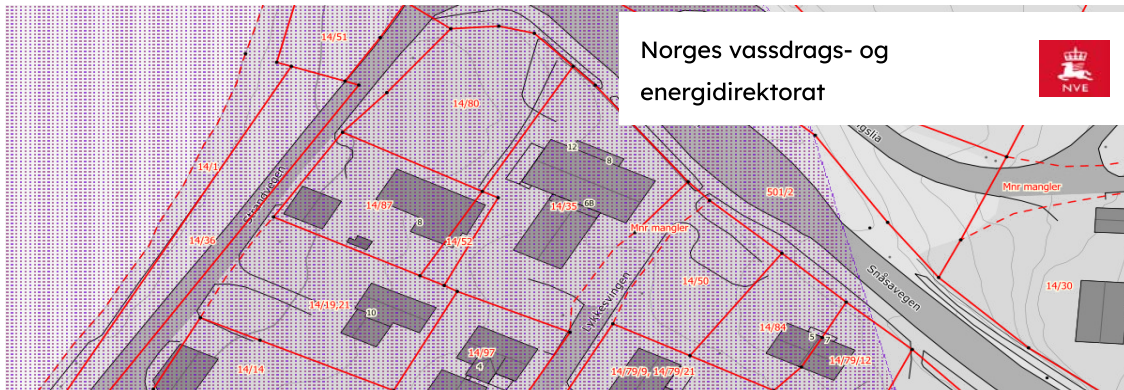 14/51
Norges vassdrags- og
energidirektorat
NVE
14/80
14/1
12
8
501/2
Mnr mangler
Strandvegen
14/87
8
14/35
6B
14/36
14/52
Mnr mangler
Snåsavegen
14/19,21
Lykkesvingen
14/50
14/30
10
14/84
5
7
14/97
4
14/14
14/79/9, 14/79/21
14/79/12